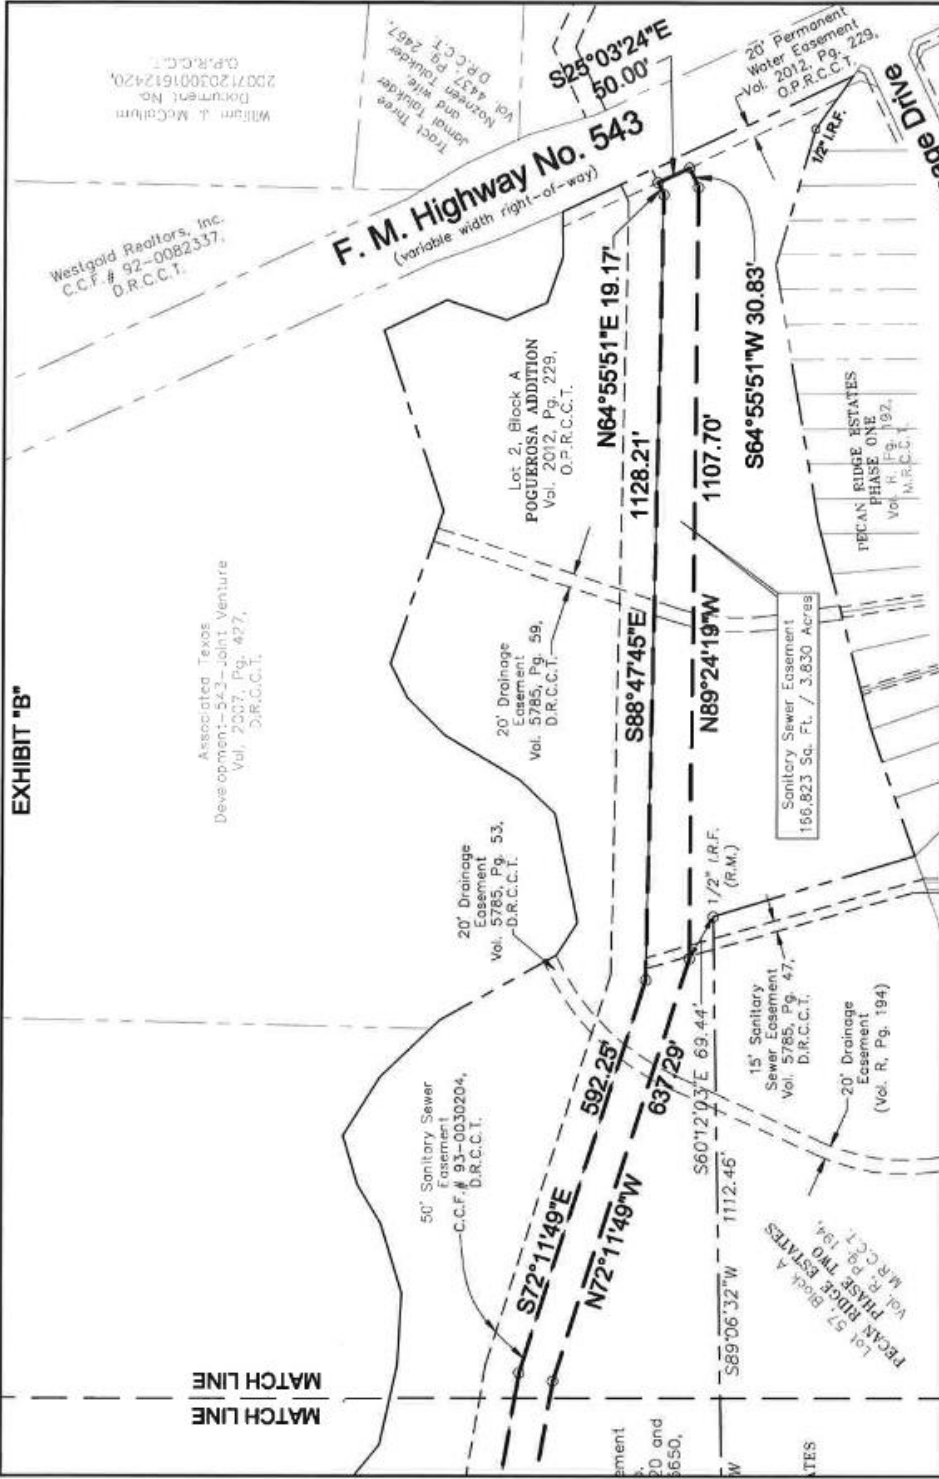 EXHIBIT "B"
William J. McCallum
Document No.
20071203001612420,
O.P.R.C.C.T.
Tract Three
Jamal Talukder
and wife,
Nazneen Talukder
Vol. 4437, Pg. 2467,
D.R.C.C.T.
Westgold Realtors, Inc.
C.C.F.# 92-0082337,
D.R.C.C.T.
F. M. Highway No. 543
(variable width right-of-way)
S25°03'24"E
50.00'
20' Permanent
Water Easement
Vol. 2012, Pg. 229,
O.P.R.C.C.T.
1/2" I.R.F.
age Drive
Associated Texas
Development-543-Joint Venture
Vol. 2007, Pg. 427,
D.R.C.C.T.
Lot 2, Block A
POGUEROSA ADDITION
Vol. 2012, Pg. 229,
O.P.R.C.C.T.
N64°55'51"E 19.17'
S64°55'51"W 30.83'
S88°47'45"E
1128.21'
N89°24'19"W
1107.70'
20' Drainage
Easement
Vol. 5785, Pg. 59,
D.R.C.C.T.
20' Drainage
Easement
Vol. 5785, Pg. 53,
D.R.C.C.T.
Sanitary Sewer Easement
166,823 Sq. Ft. / 3.830 Acres
PECAN RIDGE ESTATES
PHASE ONE
Vol. H, Pg. 192,
M.R.C.C.T.
1/2" I.R.F.
(R.M.)
50' Sanitary Sewer
Easement
C.C.F.# 93-0030204,
D.R.C.C.T.
S72°11'49"E
592.25'
N72°11'49"W
637.29'
S60°12'03"E 69.44'
S89°06'32"W 1112.46'
15' Sanitary
Sewer Easement
Vol. 5785, Pg. 47,
D.R.C.C.T.
20' Drainage
Easement
(Vol. R, Pg. 194)
Lot 57, Block A
PECAN RIDGE ESTATES
PHASE TWO
Vol. R, Pg. 194,
M.R.C.C.T.
MATCH LINE
MATCH LINE
ement
20 and
5650,
W
TATES